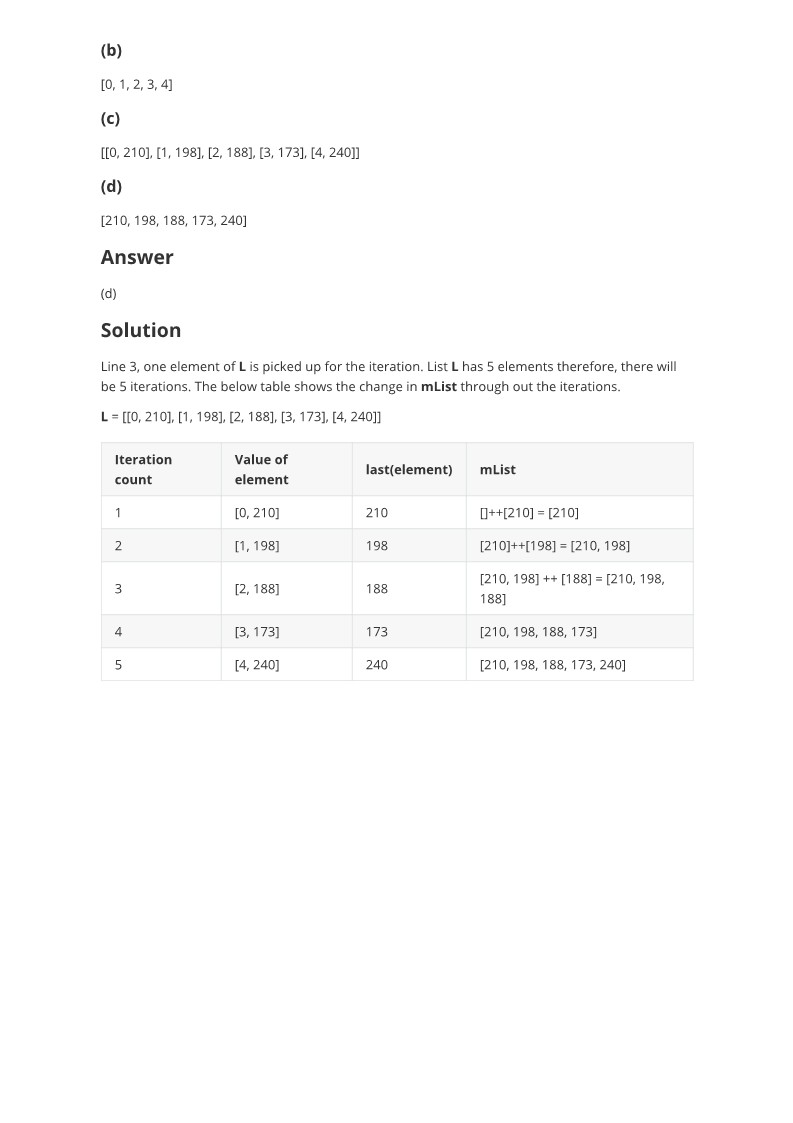 (b)
[0, 1, 2, 3, 4]
(c)
[[0, 210], [1, 198], [2, 188], [3, 173], [4, 240]]
(d)
[210, 198, 188, 173, 240]
Answer
(d)
Solution
Line 3, one element of L is picked up for the iteration. List L has 5 elements therefore, there will
be 5 iterations. The below table shows the change in mList through out the iterations.
L = [[0, 210], [1, 198], [2, 188], [3, 173], [4, 240]]
Iteration count | Value of element | last(element) | mList
1 | [0, 210] | 210 | []++[210] = [210]
2 | [1, 198] | 198 | [210]++[198] = [210, 198]
3 | [2, 188] | 188 | [210, 198] ++ [188] = [210, 198, 188]
4 | [3, 173] | 173 | [210, 198, 188, 173]
5 | [4, 240] | 240 | [210, 198, 188, 173, 240]